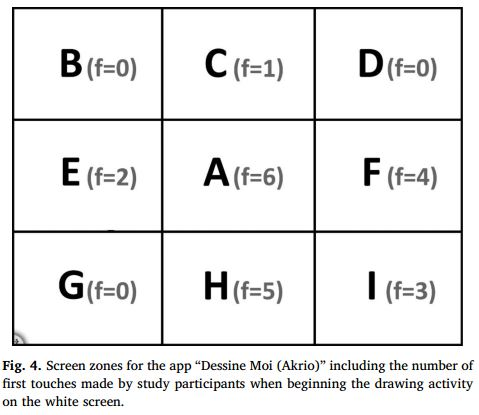 B (f=0) C (f=1) D (f=0)
E (f=2) A (f=6) F (f=4)
G (f=0) H (f=5) I (f=3)
Fig. 4. Screen zones for the app “Dessine Moi (Akrio)” including the number of
first touches made by study participants when beginning the drawing activity
on the white screen.